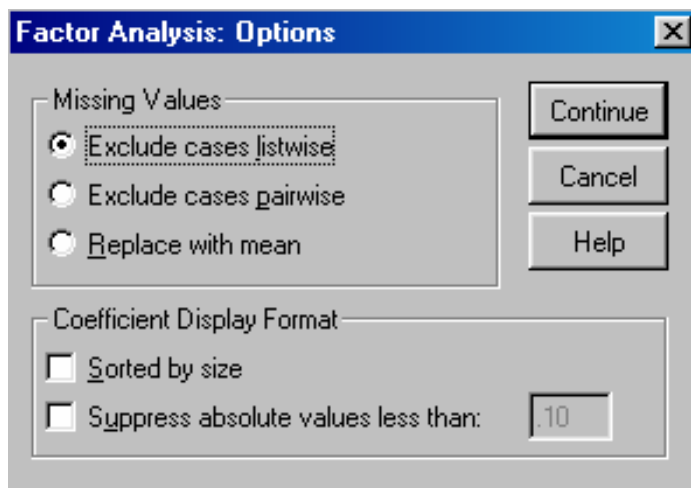 Factor Analysis: Options
Missing Values
Exclude cases listwise
Exclude cases pairwise
Replace with mean
Continue
Cancel
Help
Coefficient Display Format
Sorted by size
Suppress absolute values less than: .10